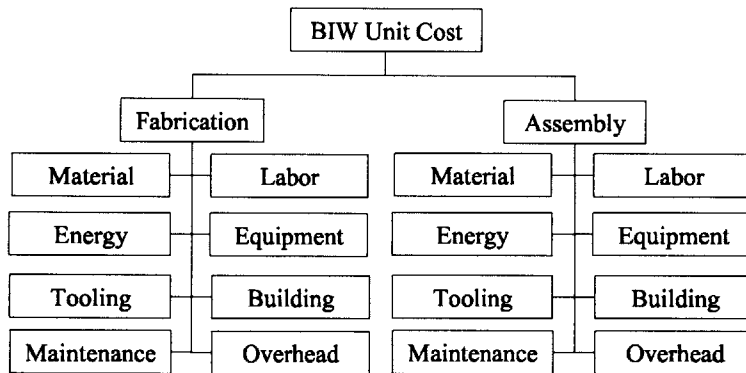 BIW Unit Cost
Fabrication
Assembly
Material
Labor
Material
Labor
Energy
Equipment
Energy
Equipment
Tooling
Building
Tooling
Building
Maintenance
Overhead
Maintenance
Overhead